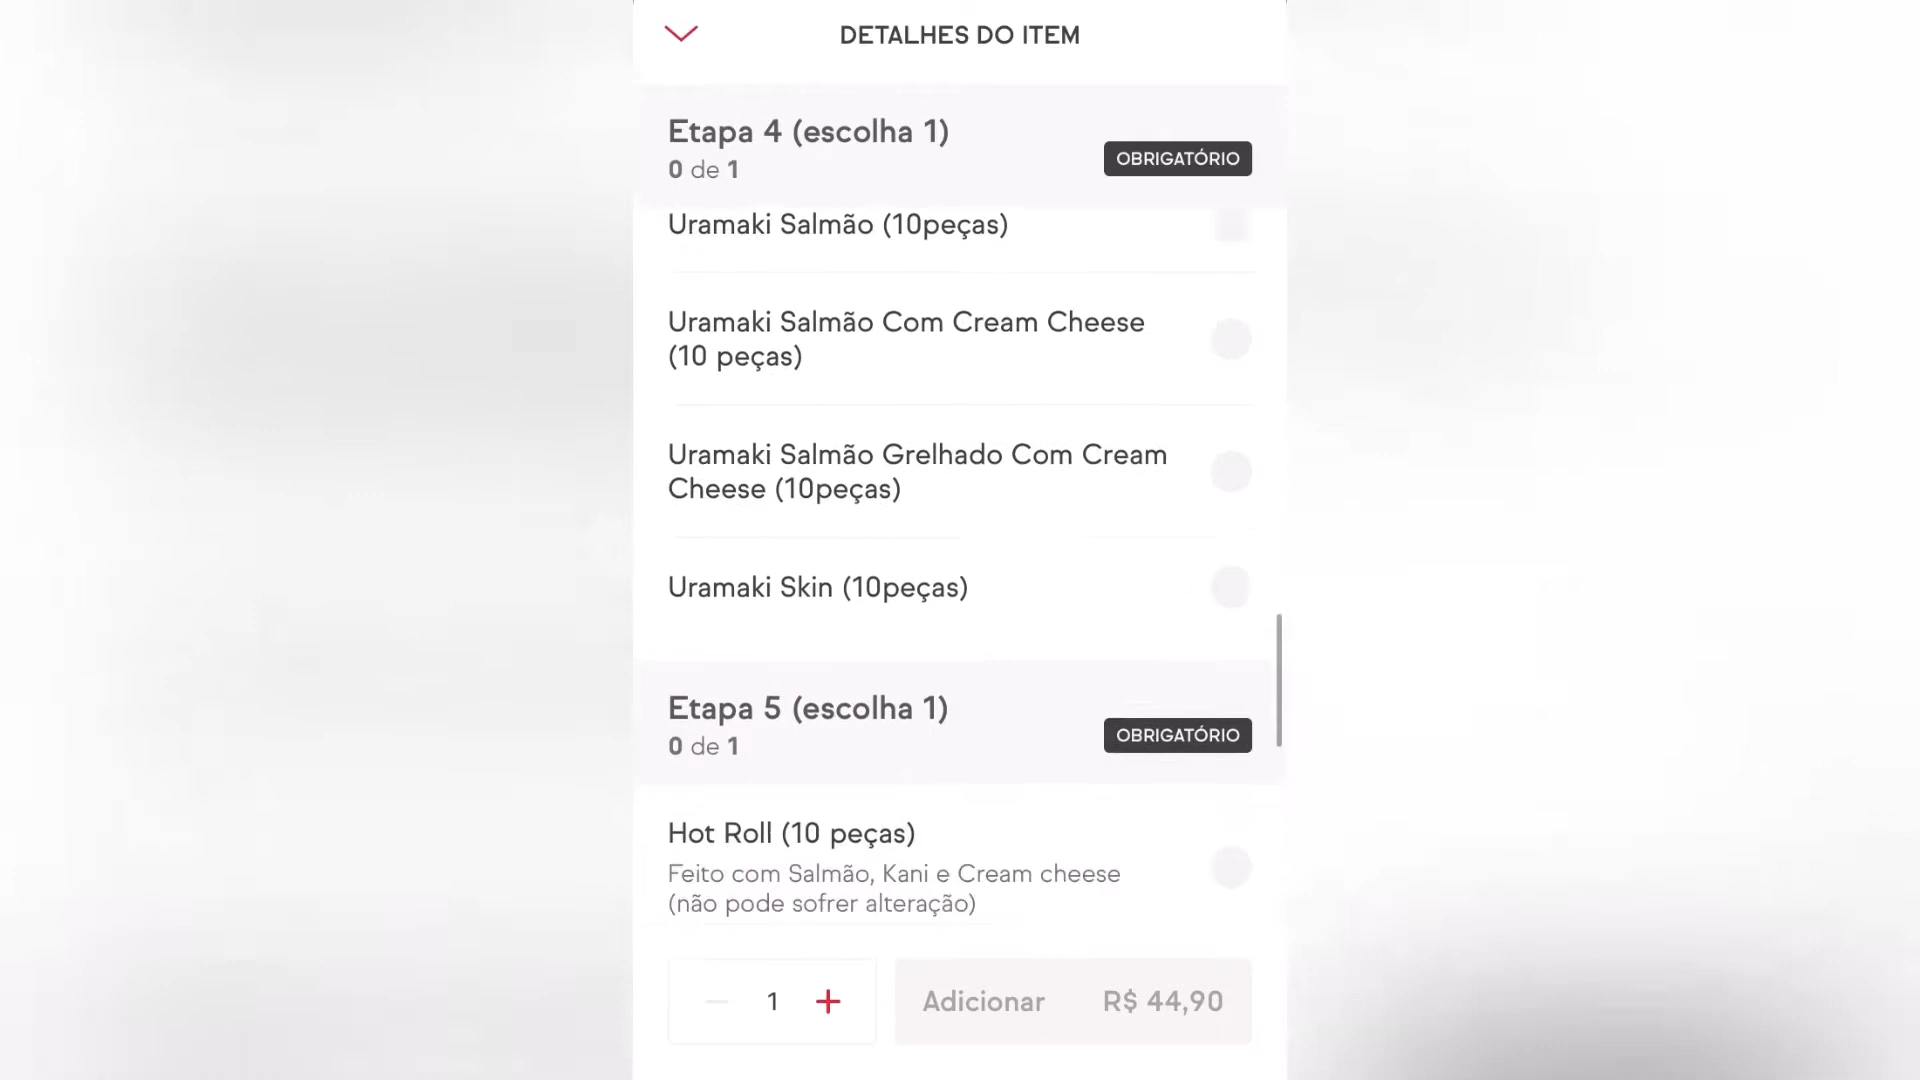 DETALHES DO ITEM
Etapa 4 (escolha 1)
0 de 1
OBRIGATÓRIO
Uramaki Salmão (10peças)
Uramaki Salmão Com Cream Cheese
(10 peças)
Uramaki Salmão Grelhado Com Cream
Cheese (10peças)
Uramaki Skin (10peças)
Etapa 5 (escolha 1)
0 de 1
OBRIGATÓRIO
Hot Roll (10 peças)
Feito com Salmão, Kani e Cream cheese
(não pode sofrer alteração)
1
Adicionar R$ 44,90